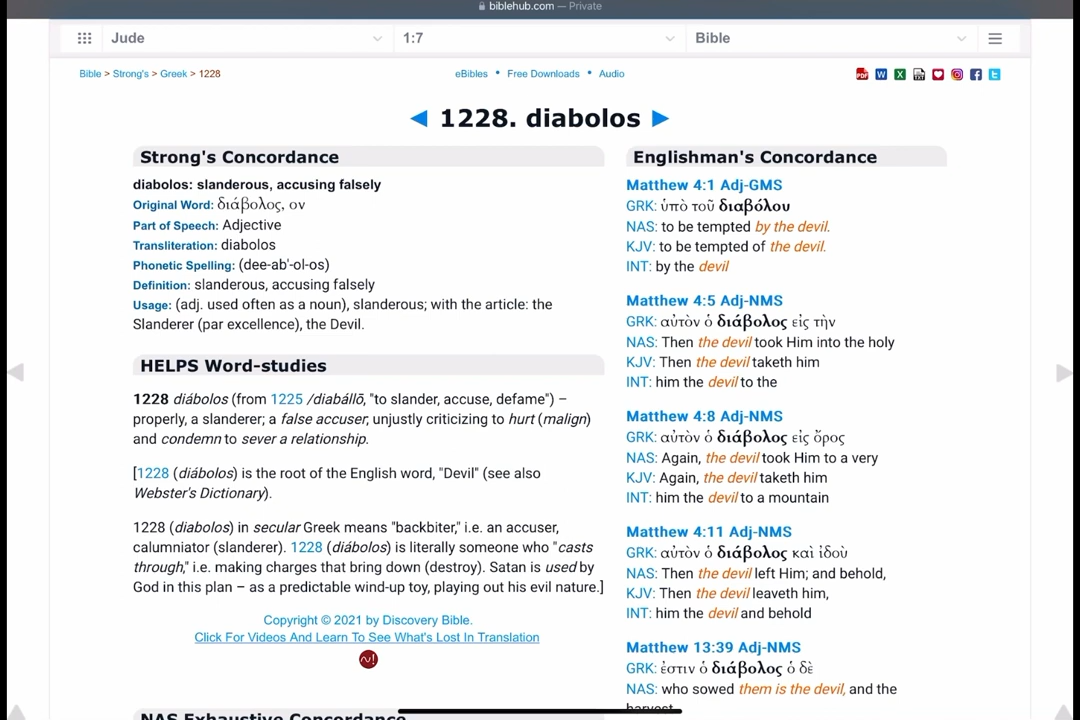 biblehub.com — Private
Jude 1:7 Bible
Bible > Strong's > Greek > 1228
eBibles • Free Downloads • Audio
◄ 1228. diabolos ►
Strong's Concordance
diabolos: slanderous, accusing falsely
Original Word: διάβολος, ον
Part of Speech: Adjective
Transliteration: diabolos
Phonetic Spelling: (dee-ab'-ol-os)
Definition: slanderous, accusing falsely
Usage: (adj. used often as a noun), slanderous; with the article: the
Slanderer (par excellence), the Devil.
HELPS Word-studies
1228 diábolos (from 1225 /diabállō, "to slander, accuse, defame") –
properly, a slanderer; a false accuser; unjustly criticizing to hurt (malign)
and condemn to sever a relationship.
[1228 (diábolos) is the root of the English word, "Devil" (see also
Webster's Dictionary).
1228 (diabolos) in secular Greek means "backbiter," i.e. an accuser,
calumniator (slanderer). 1228 (diábolos) is literally someone who "casts
through," i.e. making charges that bring down (destroy). Satan is used by
God in this plan – as a predictable wind-up toy, playing out his evil nature.]
Copyright © 2021 by Discovery Bible.
Click For Videos And Learn To See What's Lost In Translation
NAS Exhaustive Concordance
Englishman's Concordance
Matthew 4:1 Adj-GMS
GRK: ὑπὸ τοῦ διαβόλου
NAS: to be tempted by the devil.
KJV: to be tempted of the devil.
INT: by the devil
Matthew 4:5 Adj-NMS
GRK: αὐτὸν ὁ διάβολος εἰς τὴν
NAS: Then the devil took Him into the holy
KJV: Then the devil taketh him
INT: him the devil to the
Matthew 4:8 Adj-NMS
GRK: αὐτὸν ὁ διάβολος εἰς ὄρος
NAS: Again, the devil took Him to a very
KJV: Again, the devil taketh him
INT: him the devil to a mountain
Matthew 4:11 Adj-NMS
GRK: αὐτὸν ὁ διάβολος καὶ ἰδοὺ
NAS: Then the devil left Him; and behold,
KJV: Then the devil leaveth him,
INT: him the devil and behold
Matthew 13:39 Adj-NMS
GRK: ἐστιν ὁ διάβολος ὁ δὲ
NAS: who sowed them is the devil, and the
harvest